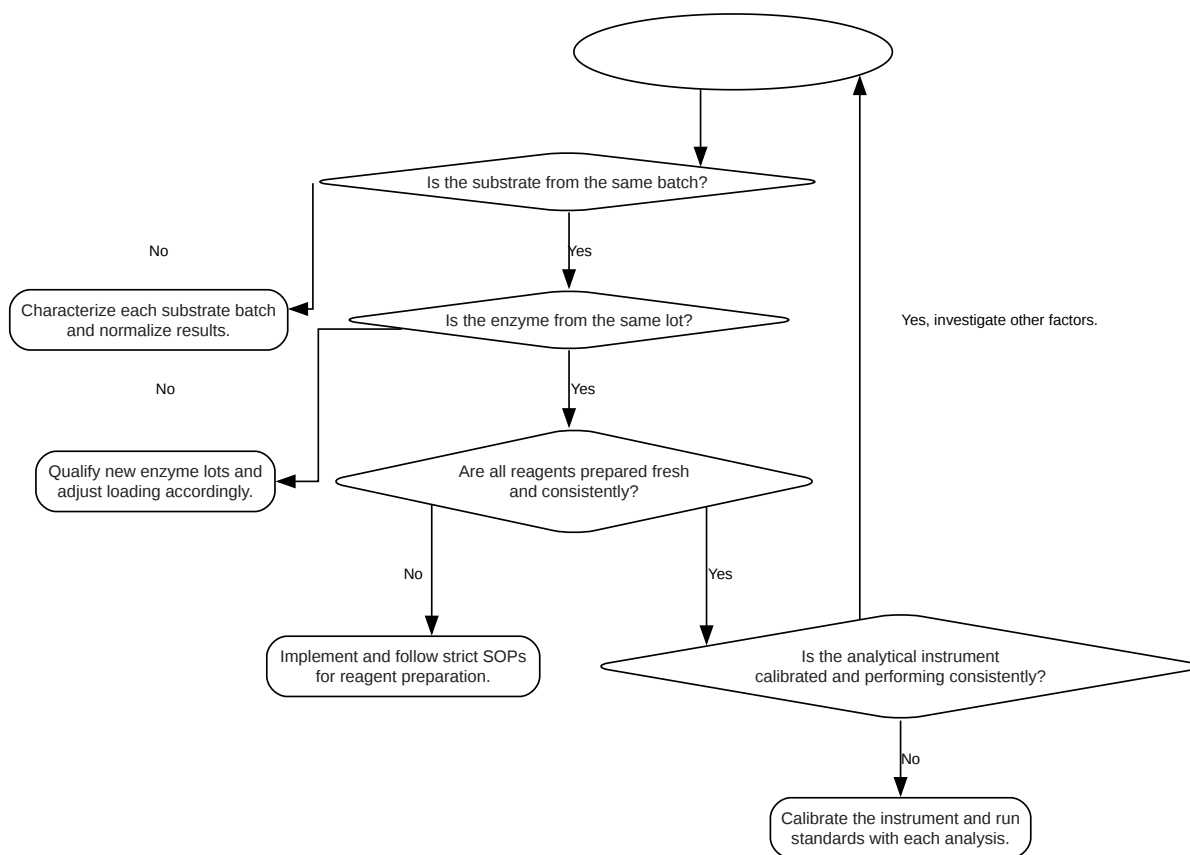 Is the substrate from the same batch?
No
Yes
Characterize each substrate batch
and normalize results.
Is the enzyme from the same lot?
Yes, investigate other factors.
No
Yes
Qualify new enzyme lots and
adjust loading accordingly.
Are all reagents prepared fresh
and consistently?
No
Yes
Implement and follow strict SOPs
for reagent preparation.
Is the analytical instrument
calibrated and performing consistently?
No
Calibrate the instrument and run
standards with each analysis.